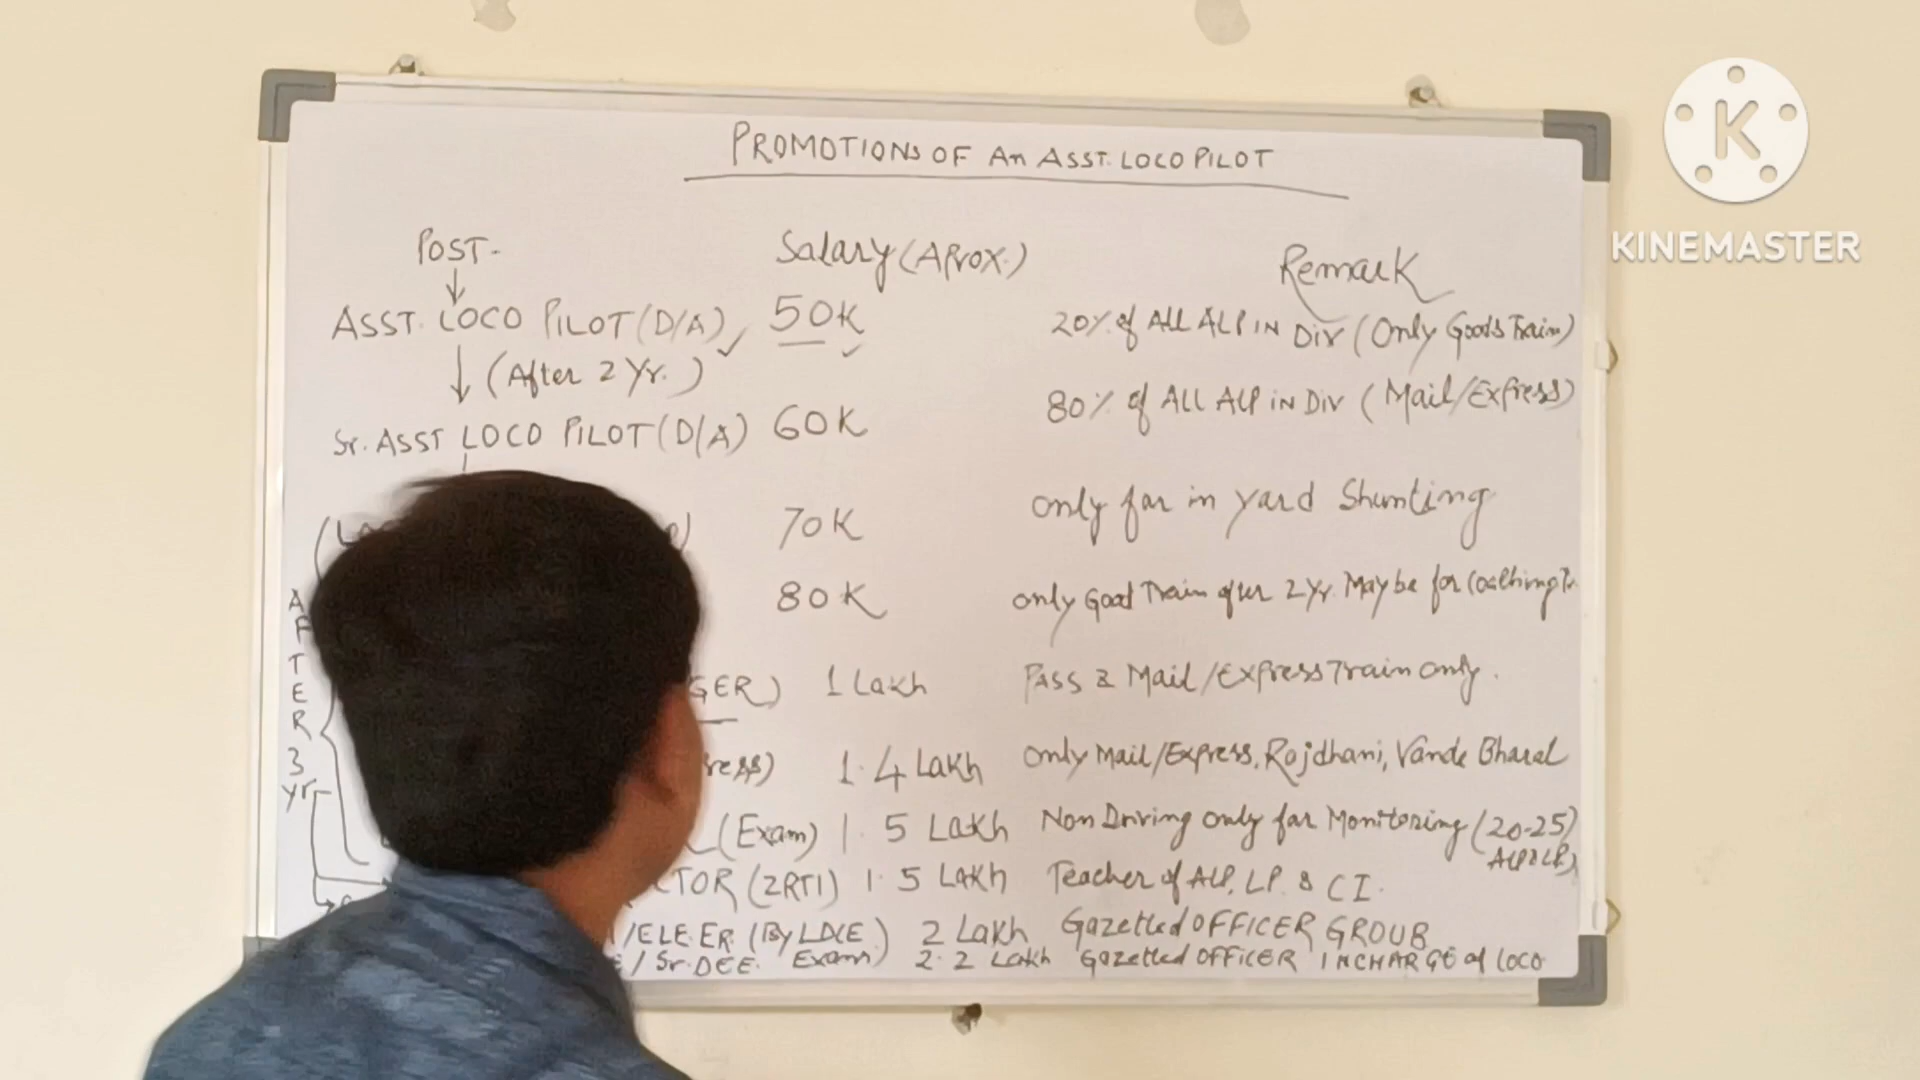 PROMOTIONS OF An ASST. LOCO PILOT
KINEMASTER
POST- Salary (AProx.) Remark
ASST. LOCO PILOT (D/A) 50K 20% of ALL ALP IN Div (Only Goods Train)
(After 2 Yr.)
Sr. ASST LOCO PILOT (D/A) 60K 80% of ALL ALP in Div (Mail/Express)
70K only for in yard Shunting
80K only Good Train after 2 Yr. May be for
GER) 1 Lakh PASS & Mail/Express Train only.
ress) 1.4 Lakh Only Mail/Express, Rajdhani, Vande Bharat
AFTER 3 yr
(Exam) 1.5 Lakh Non Driving only for Monitoring (20-25) ALP & LP)
CTOR (ZRTI) 1.5 Lakh Teacher of ALP, LP & CI.
/ELE.ER. (By LDCE) 2 Lakh Gazetted OFFICER GROUB
/ Sr. DEE. Exam) 2.2 Lakh Gazetted OFFICER INCHARGE of LOCO